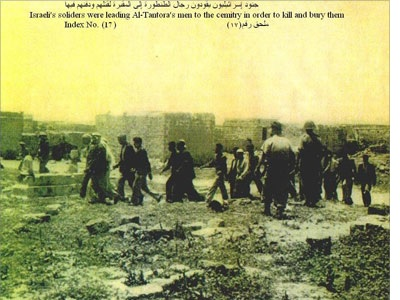 جنود إسرائيليون يقودون رجال الطنطورة إلى المقبرة لقتلهم ودفنهم فيها
Israeli's soliders were leading Al-Tantora's men to the cemitry in order to kill and bury them
Index No. (17 ) ملحق رقم (١٧)